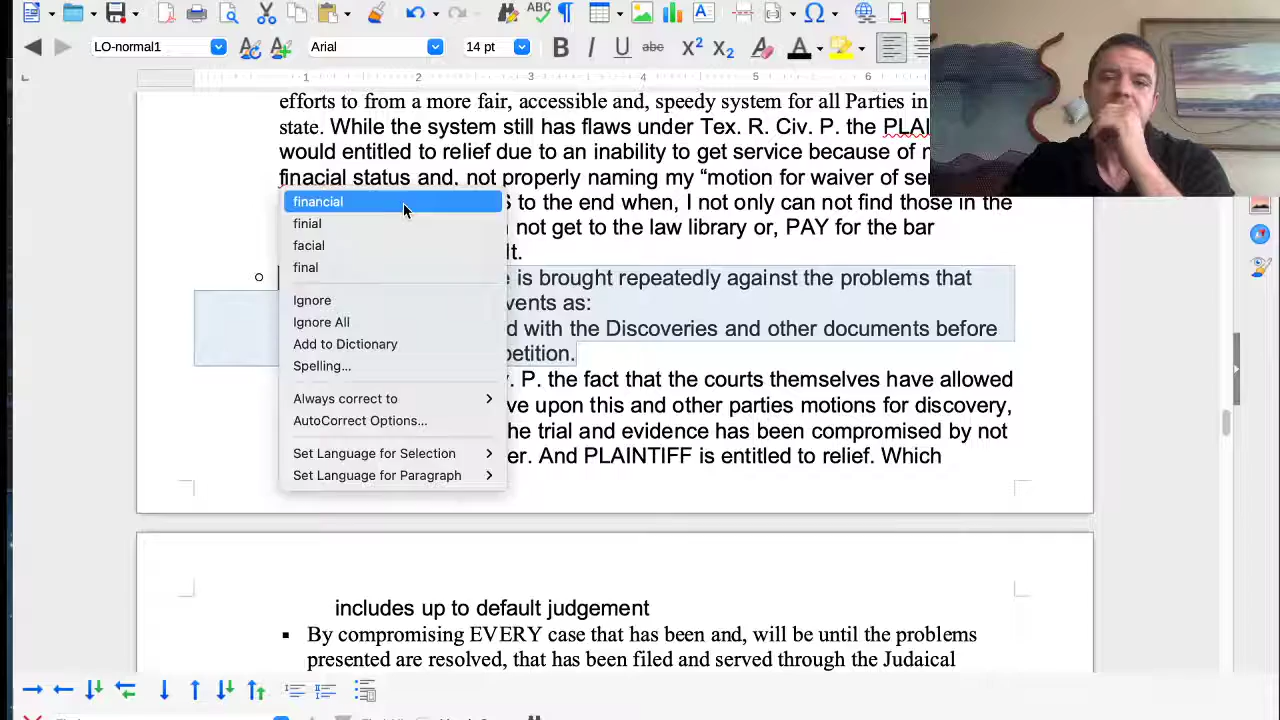 LO-normal1 Arial 14 pt
1 2 3 4 5 6
efforts to from a more fair, accessible and, speedy system for all Parties in
state. While the system still has flaws under Tex. R. Civ. P. the PLAI
would entitled to relief due to an inability to get service because of
finacial status and, not properly naming my “motion for waiver of ser
to the end when, I not only can not find those in the
not get to the law library or, PAY for the bar
is brought repeatedly against the problems that
vents as:
with the Discoveries and other documents before
petition.
P. the fact that the courts themselves have allowed
upon this and other parties motions for discovery,
he trial and evidence has been compromised by not
And PLAINTIFF is entitled to relief. Which
financial
finial
facial
final
Ignore
Ignore All
Add to Dictionary
Spelling...
Always correct to
AutoCorrect Options...
Set Language for Selection
Set Language for Paragraph
includes up to default judgement
By compromising EVERY case that has been and, will be until the problems
presented are resolved, that has been filed and served through the Judaical